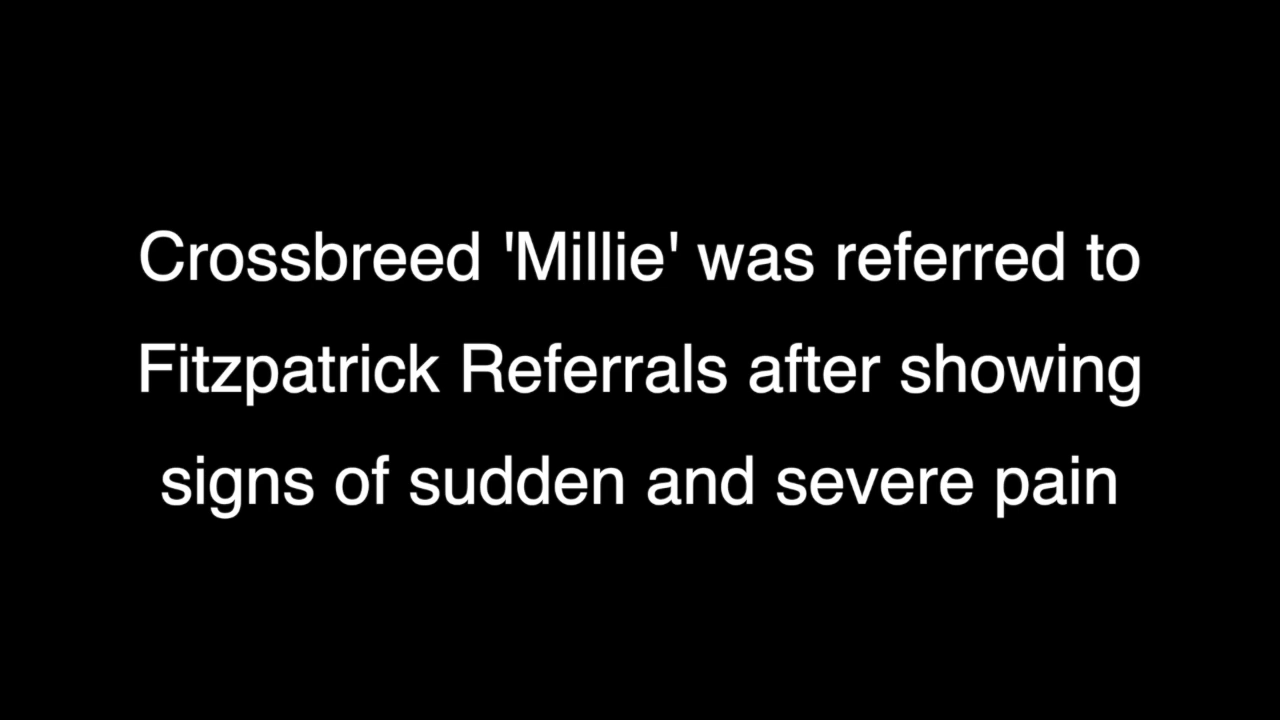 Crossbreed 'Millie' was referred to
Fitzpatrick Referrals after showing
signs of sudden and severe pain